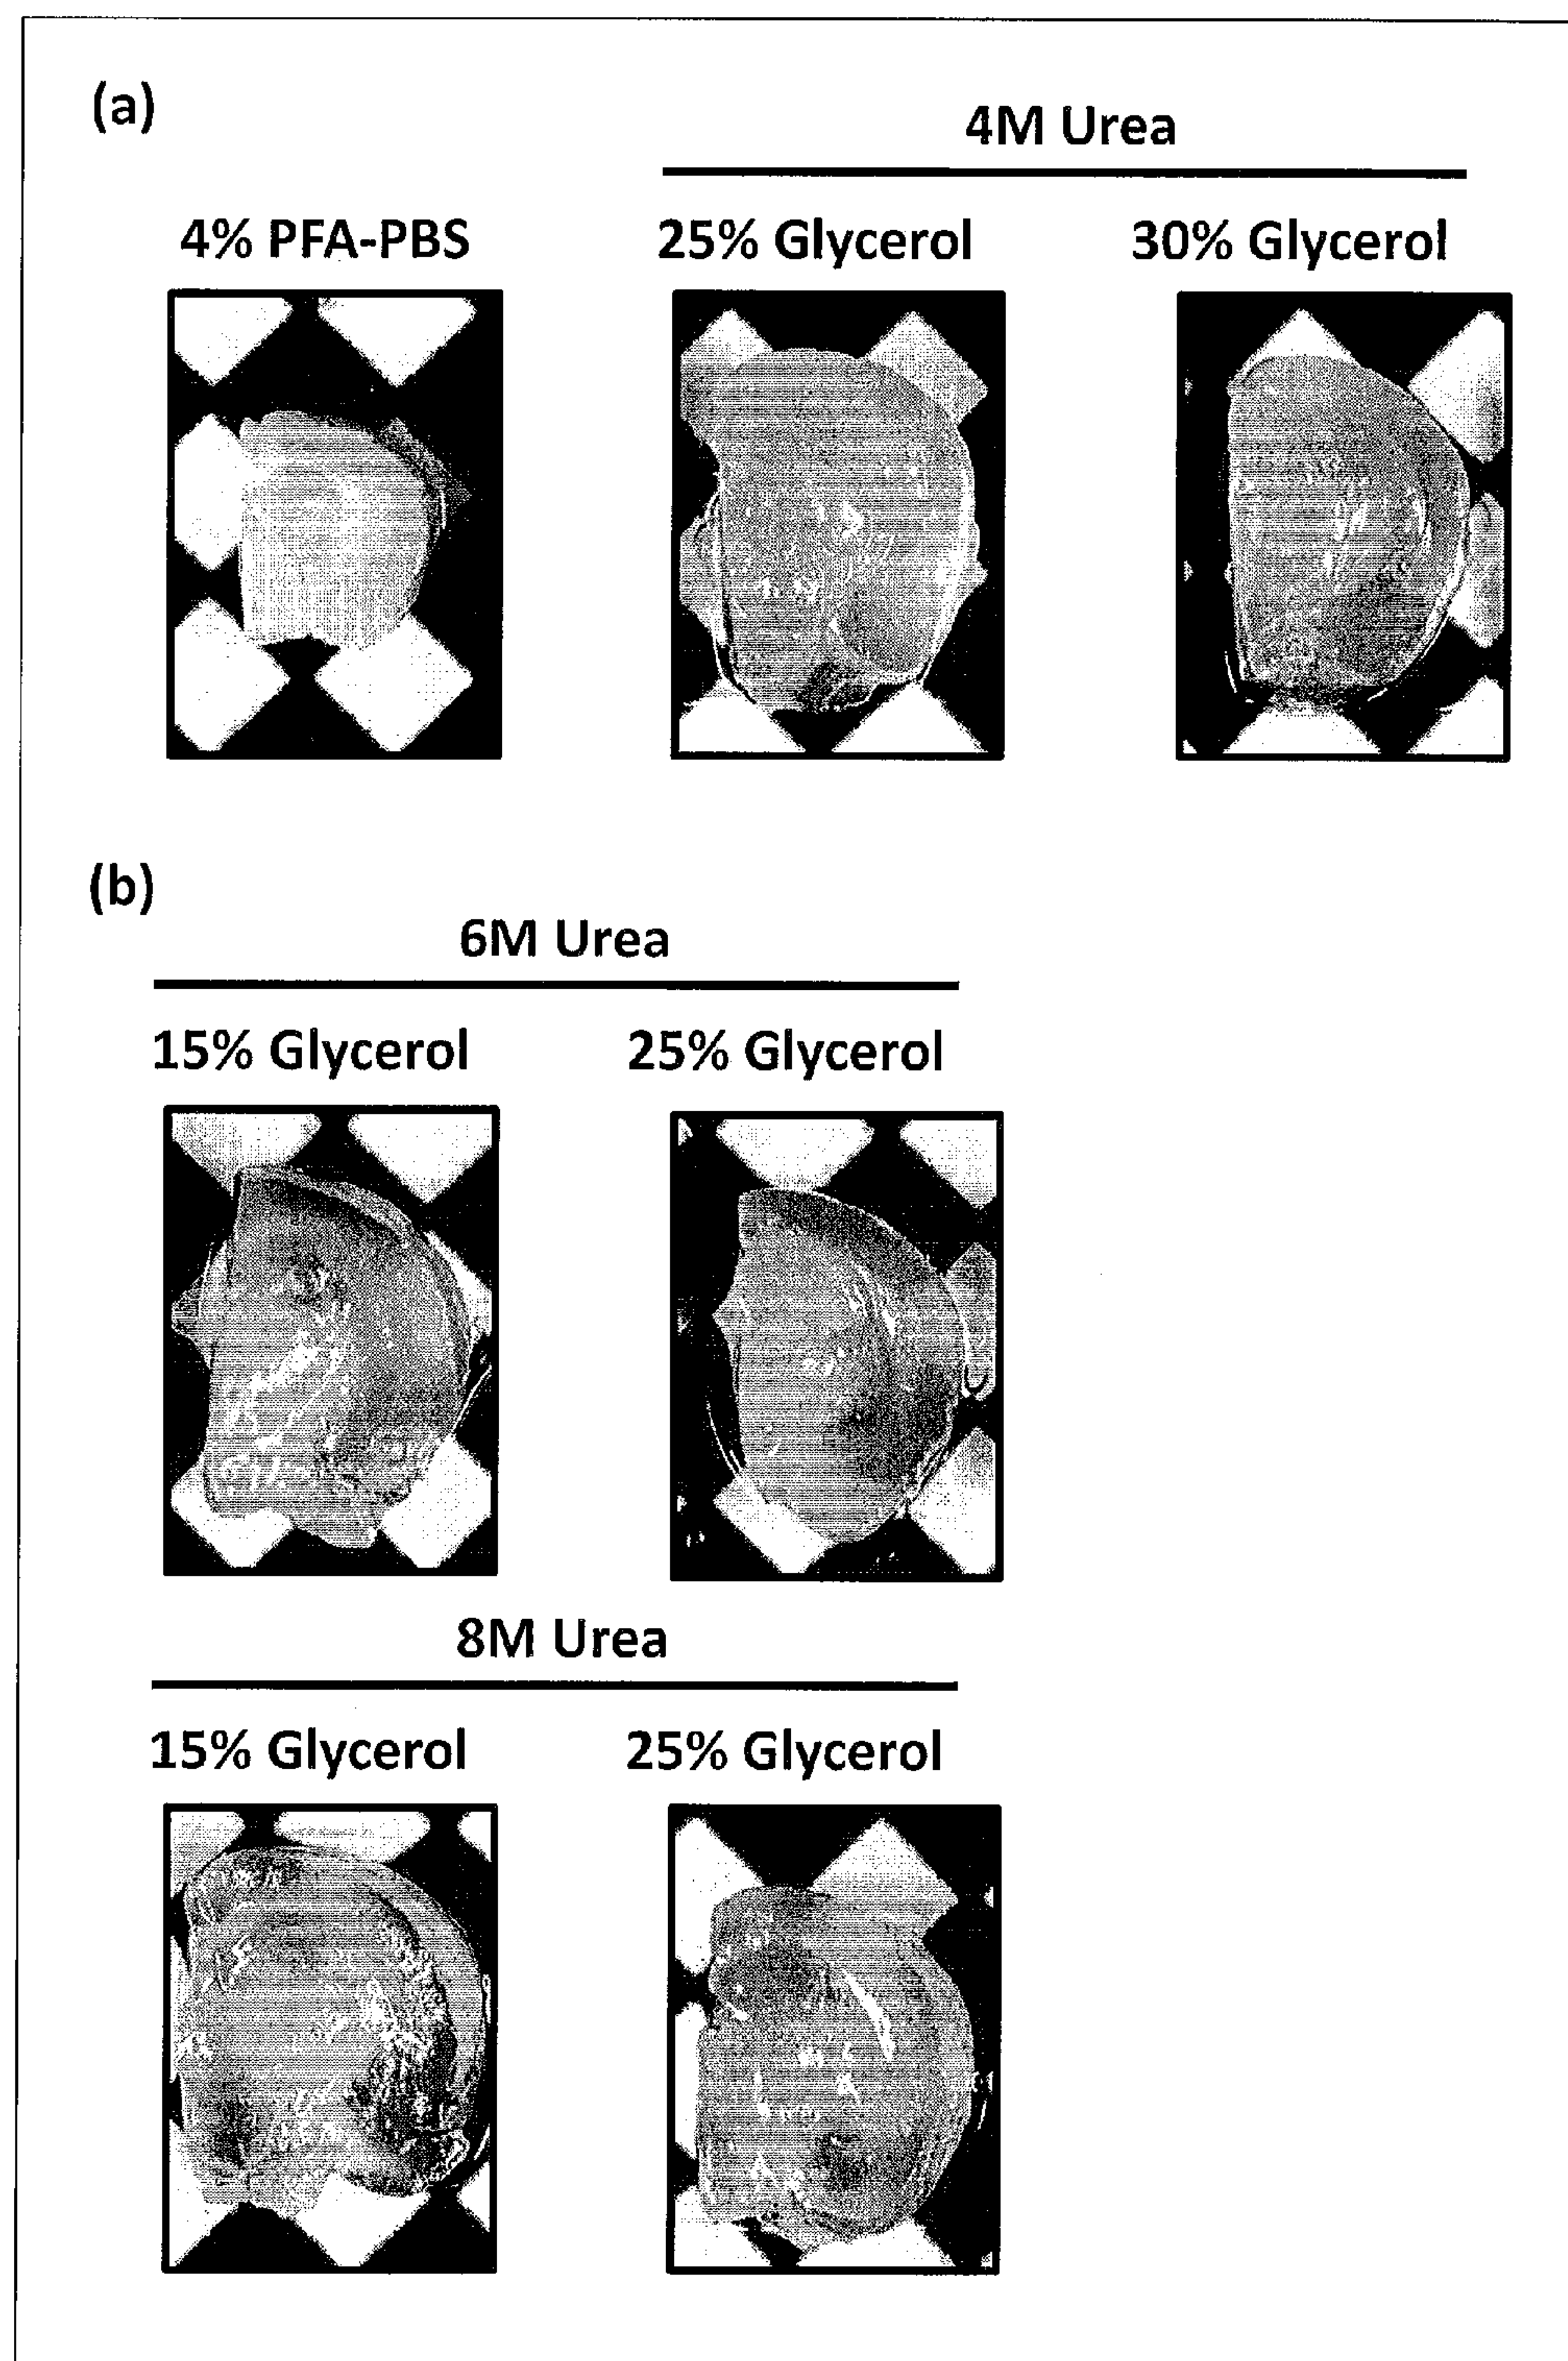 (a)
4M Urea
4% PFA-PBS 25% Glycerol 30% Glycerol
(b)
6M Urea
15% Glycerol 25% Glycerol
8M Urea
15% Glycerol 25% Glycerol